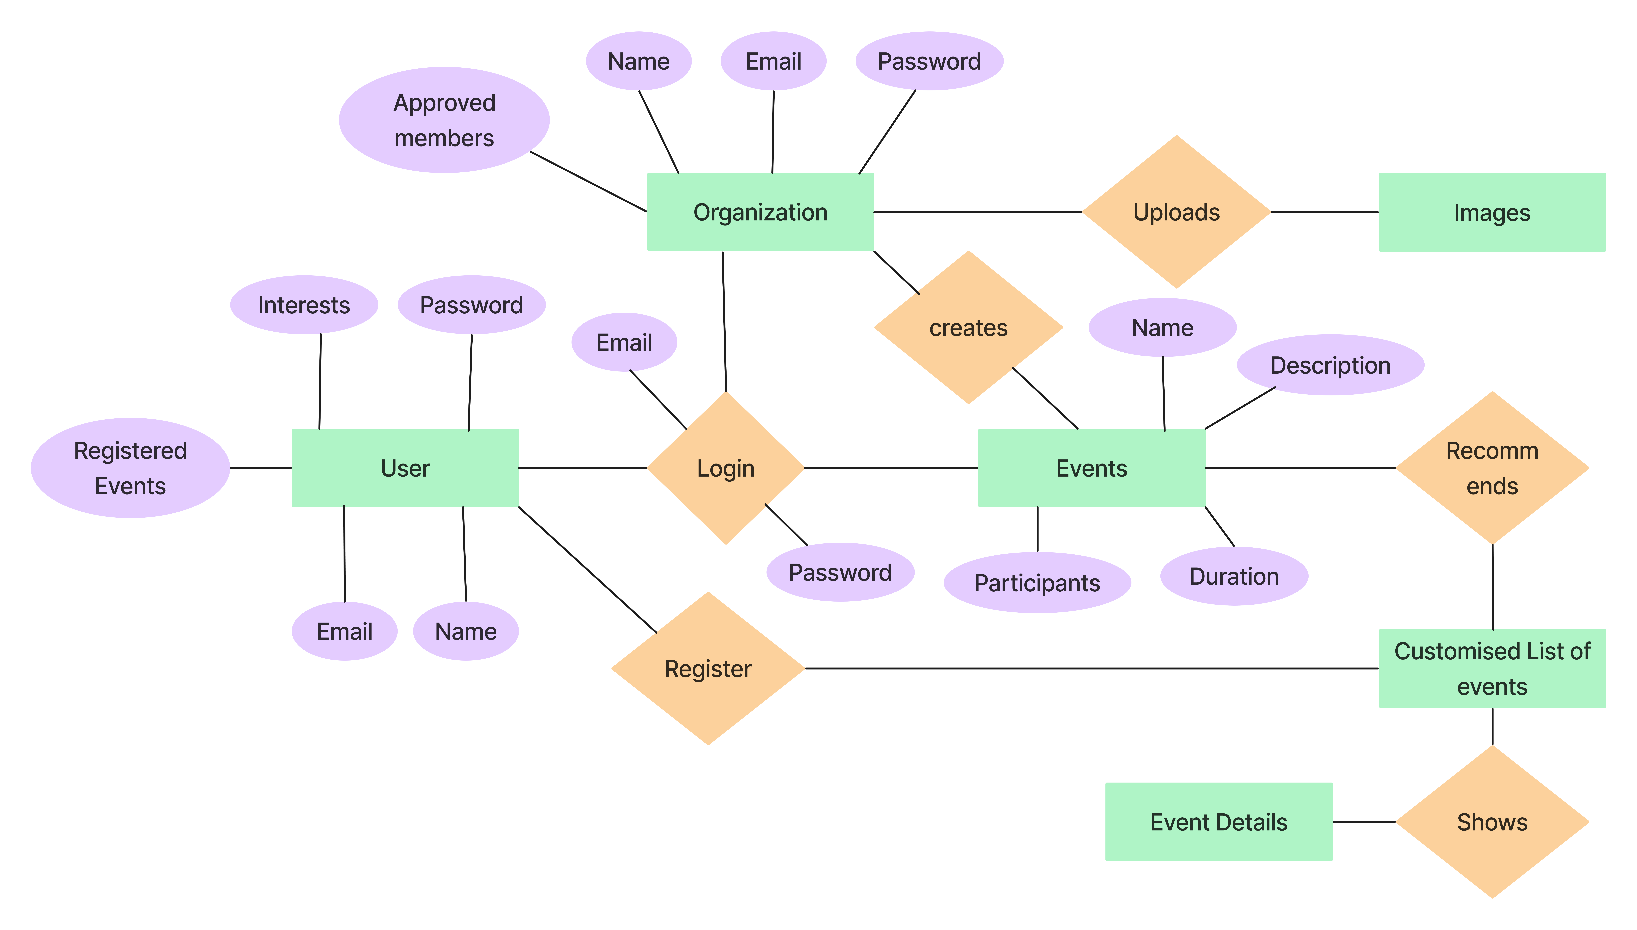 Name
Email
Password
Approved
members
Organization
Uploads
Images
Interests
Password
Email
creates
Name
Description
Registered
Events
User
Login
Events
Recomm
ends
Password
Participants
Duration
Email
Name
Register
Customised List of
events
Event Details
Shows